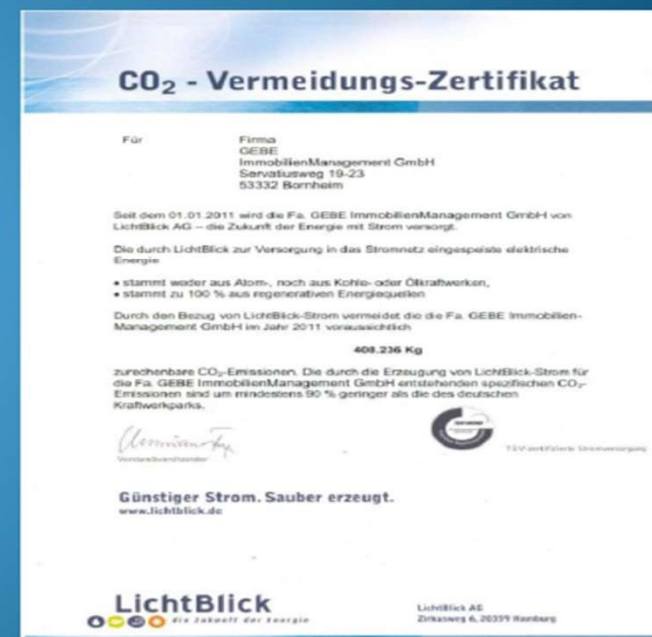 CO₂ - Vermeidungs-Zertifikat
Für
Firma
GEBE
ImmobilienManagement GmbH
Servatiusweg 19-23
53332 Bornheim
Seit dem 01.01.2011 wird die Fa. GEBE ImmobilienManagement GmbH von
LichtBlick AG – die Zukunft der Energie mit Strom versorgt.
Die durch LichtBlick zur Versorgung in das Stromnetz eingespeiste elektrische
Energie
• stammt weder aus Atom-, noch aus Kohle- oder Ölkraftwerken,
• stammt zu 100 % aus regenerativen Energiequellen
Durch den Bezug von LichtBlick-Strom vermeidet die die Fa. GEBE Immobilien-
Management GmbH im Jahr 2011 voraussichtlich
408.236 Kg
zurechenbare CO₂-Emissionen. Die durch die Erzeugung von LichtBlick-Strom für
die Fa. GEBE ImmobilienManagement GmbH entstehenden spezifischen CO₂-
Emissionen sind um mindestens 90 % geringer als die des deutschen
Kraftwerkparks.
Vorstandsvorsitzender
TÜV-zertifizierte Stromversorgung
Günstiger Strom. Sauber erzeugt.
www.lichtblick.de
LichtBlick
die Zukunft der Energie
LichtBlick AG
Zirkusweg 6, 20359 Hamburg